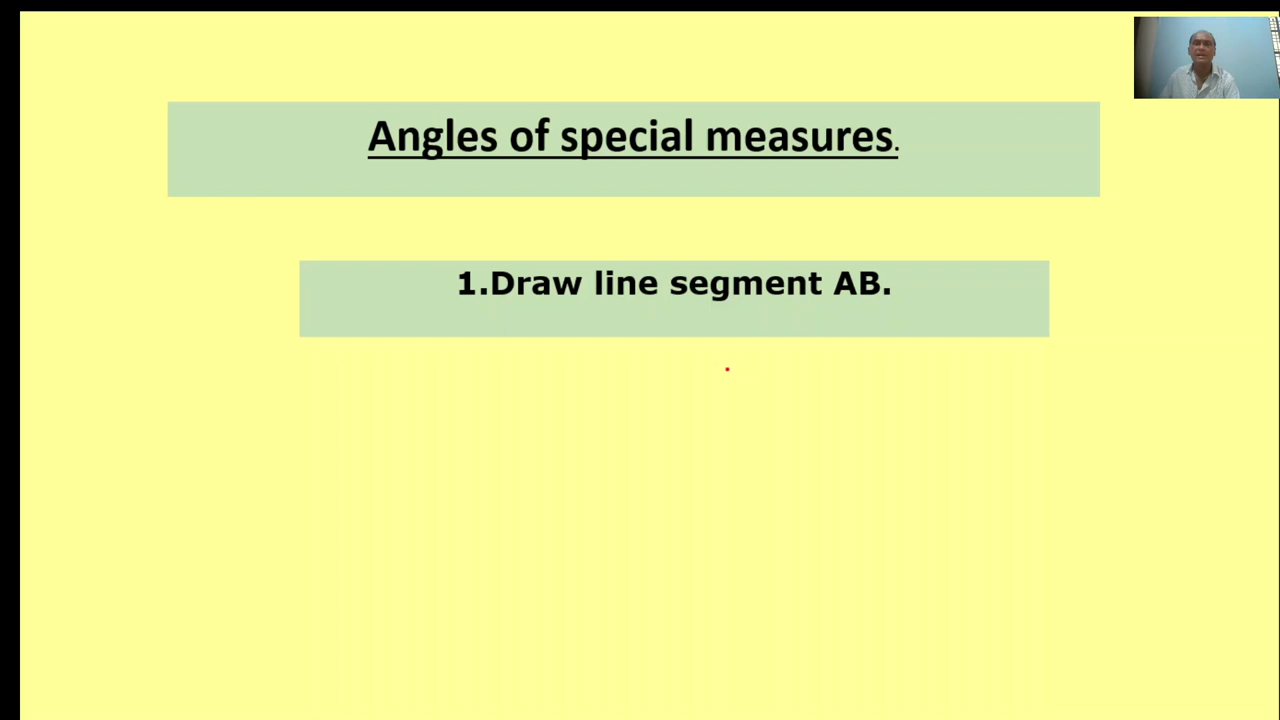 Angles of special measures.
1.Draw line segment AB.